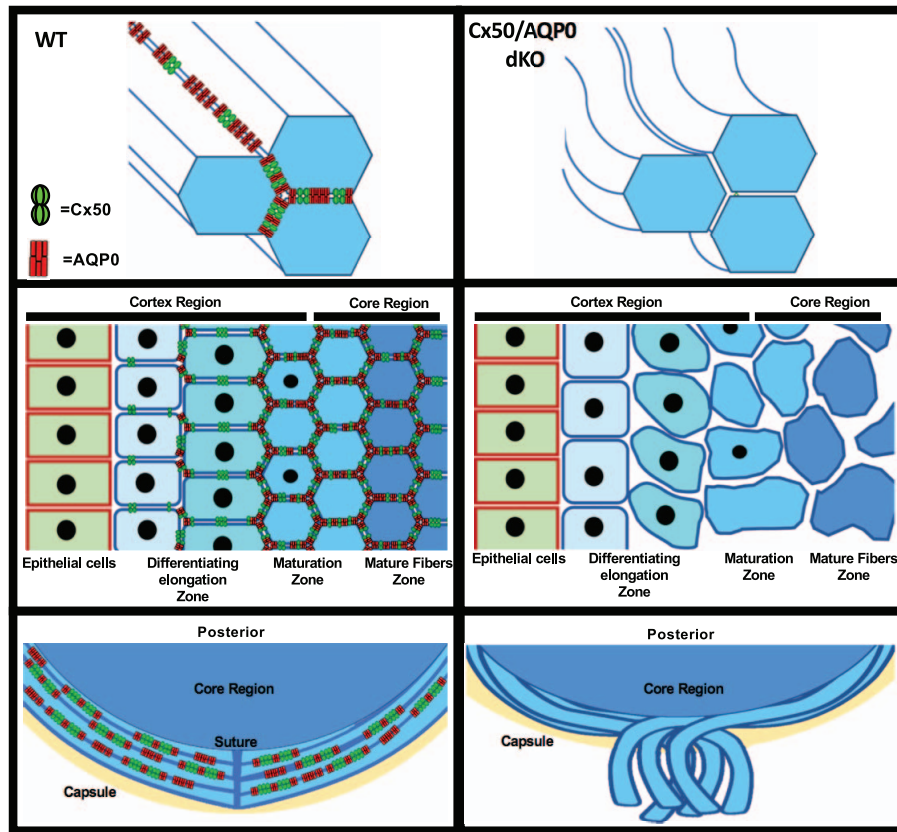 WT
=Cx50
=AQP0
Cx50/AQP0
dKO
Cortex Region
Core Region
Epithelial cells
Differentiating
elongation
Zone
Maturation
Zone
Mature Fibers
Zone
Cortex Region
Core Region
Epithelial cells
Differentiating
elongation
Zone
Maturation
Zone
Mature Fibers
Zone
Posterior
Core Region
Suture
Capsule
Posterior
Core Region
Capsule